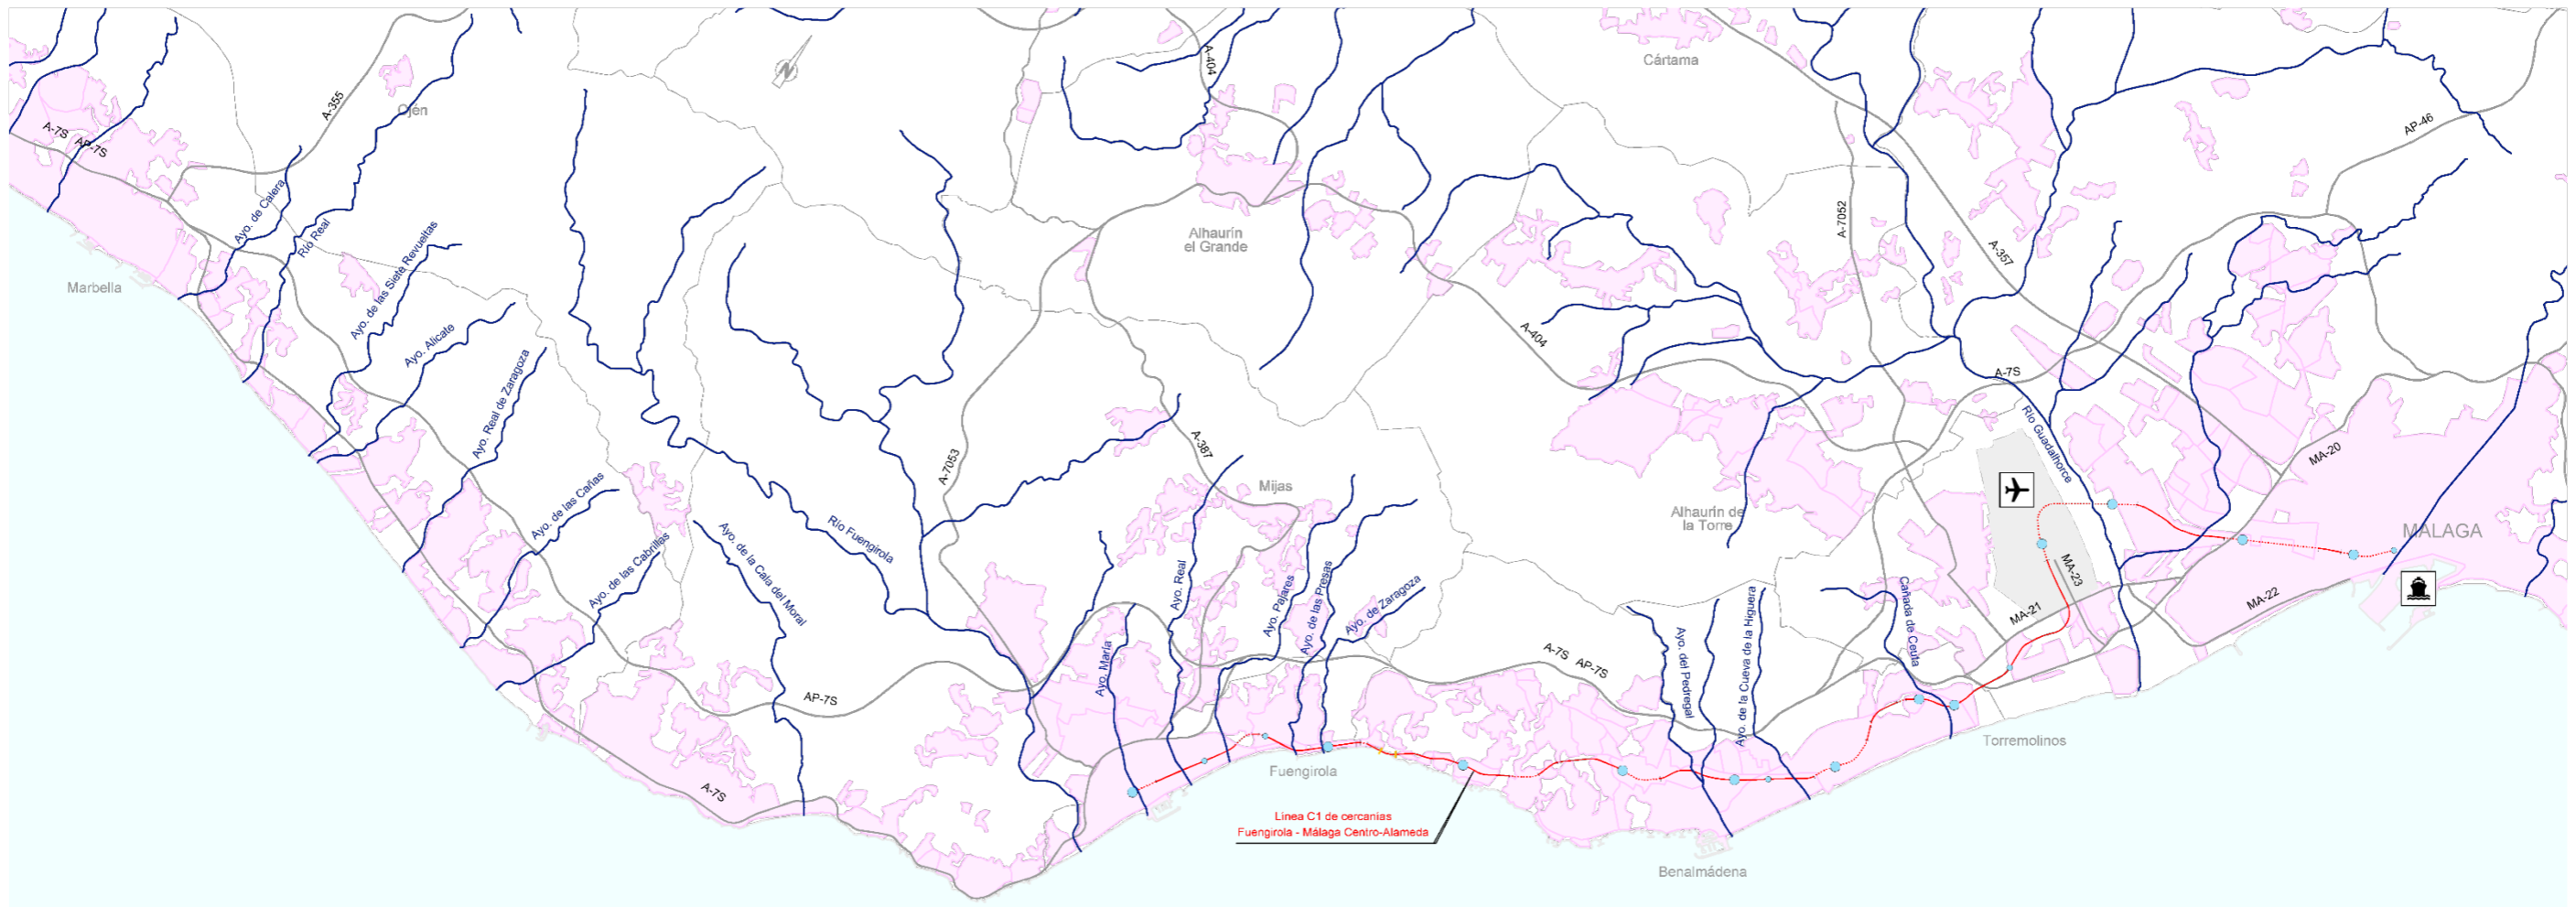 A-404
Cártama
A-355
Ojén
AP-46
A-7S
AP-7S
N
Ayo. de Calera
Río Real
Ayo. de las Siete Revueltas
Alhaurín
el Grande
A-7052
A-357
Marbella
Ayo. Alicate
A-404
A-7S
Ayo. Real de Zaragoza
Río Guadalhorce
A-7053
A-387
MA-20
Mijas
Ayo. de las Cañas
Río Fuengirola
Alhaurín de
la Torre
MALAGA
Ayo. de las Cabrillas
Ayo. de la Cala del Moral
Ayo. Real
Ayo. Pajares
Ayo. de las Presas
Ayo. de Zaragoza
MA-23
MA-21
MA-22
Cañada de Ceuta
Ayo. María
Ayo. del Pedregal
Ayo. de la Cueva de la Higuera
A-7S
AP-7S
AP-7S
Torremolinos
Fuengirola
A-7S
Linea C1 de cercanías
Fuengirola - Málaga Centro-Alameda
Benalmádena